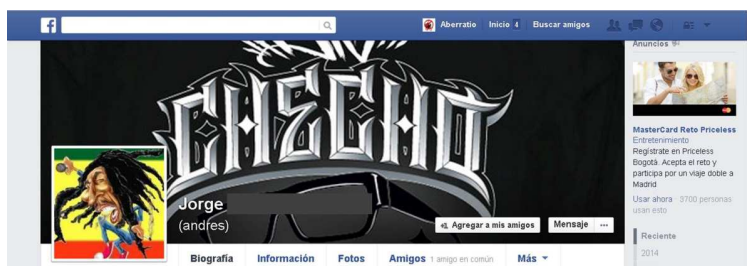 f
Aberratio Inicio 4 Buscar amigos
CHECHO
Jorge
(andres)
Agregar a mis amigos Mensaje ...
Biografía Información Fotos Amigos 1 amigo en común Más
Anuncios
MasterCard Reto Priceless
Entretenimiento
Regístrate en Priceless
Bogotá. Acepta el reto y
participa por un viaje doble a
Madrid
Usar ahora · 3700 personas
usan esto
Reciente
2014